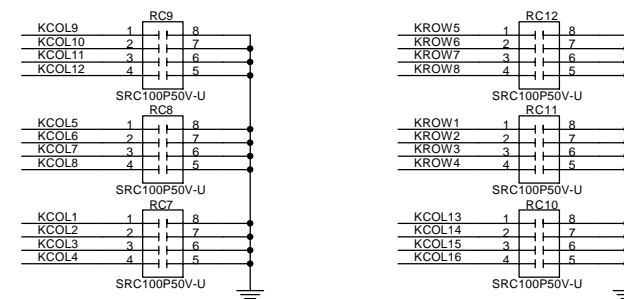 RC9
KCOL9 1 8
KCOL10 2 7
KCOL11 3 6
KCOL12 4 5
SRC100P50V-U
RC8
KCOL5 1 8
KCOL6 2 7
KCOL7 3 6
KCOL8 4 5
SRC100P50V-U
RC7
KCOL1 1 8
KCOL2 2 7
KCOL3 3 6
KCOL4 4 5
SRC100P50V-U
RC12
KROW5 1 8
KROW6 2 7
KROW7 3 6
KROW8 4 5
SRC100P50V-U
RC11
KROW1 1 8
KROW2 2 7
KROW3 3 6
KROW4 4 5
SRC100P50V-U
RC10
KCOL13 1 8
KCOL14 2 7
KCOL15 3 6
KCOL16 4 5
SRC100P50V-U